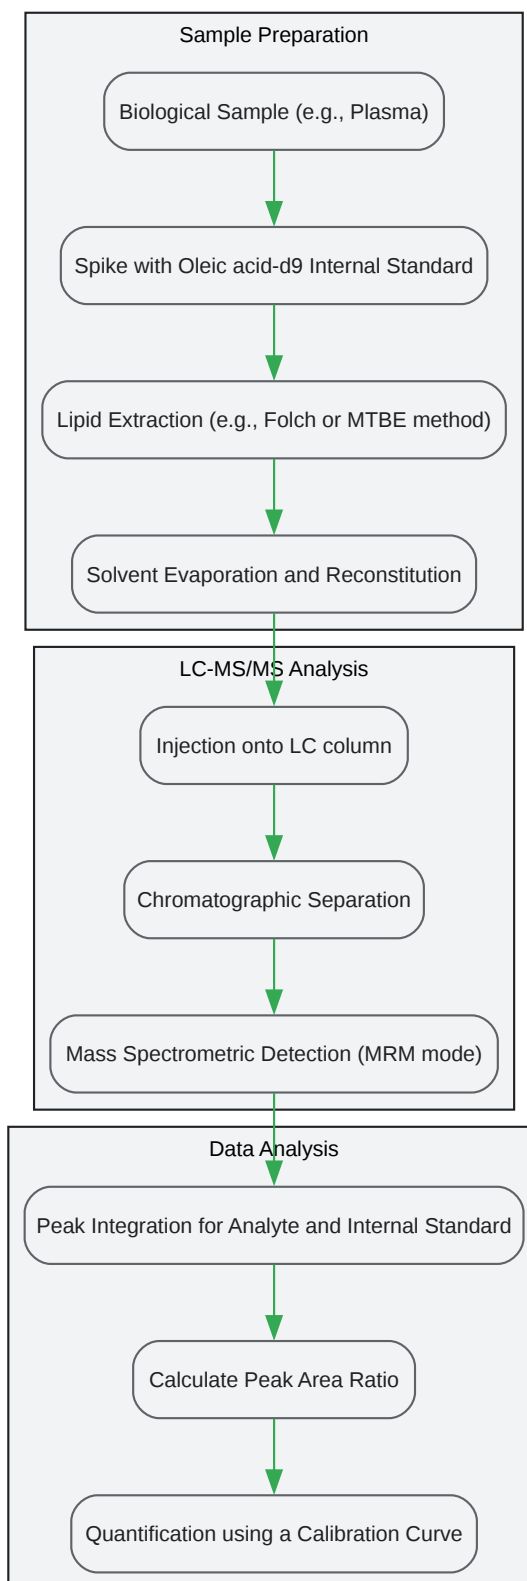 Sample Preparation
Biological Sample (e.g., Plasma)
Spike with Oleic acid-d9 Internal Standard
Lipid Extraction (e.g., Folch or MTBE method)
Solvent Evaporation and Reconstitution
LC-MS/MS Analysis
Injection onto LC column
Chromatographic Separation
Mass Spectrometric Detection (MRM mode)
Data Analysis
Peak Integration for Analyte and Internal Standard
Calculate Peak Area Ratio
Quantification using a Calibration Curve